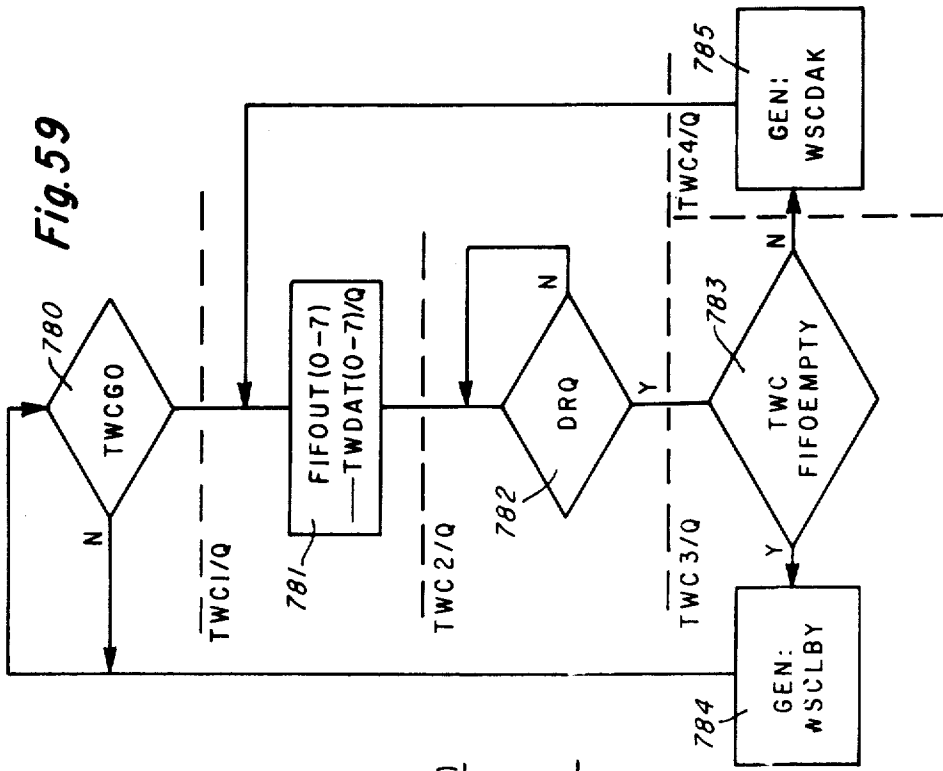 Fig.59
780
TWCGO
N
TWC1/Q
781
FIFOUT(0-7)
—TWDAT(0-7)/Q
TWC2/Q
782
DRQ
N
Y
TWC3/Q
TWC4/Q
783
TWC
FIFOEMPTY
Y
N
784
GEN:
WSCLBY
785
GEN:
WSCDAK
)